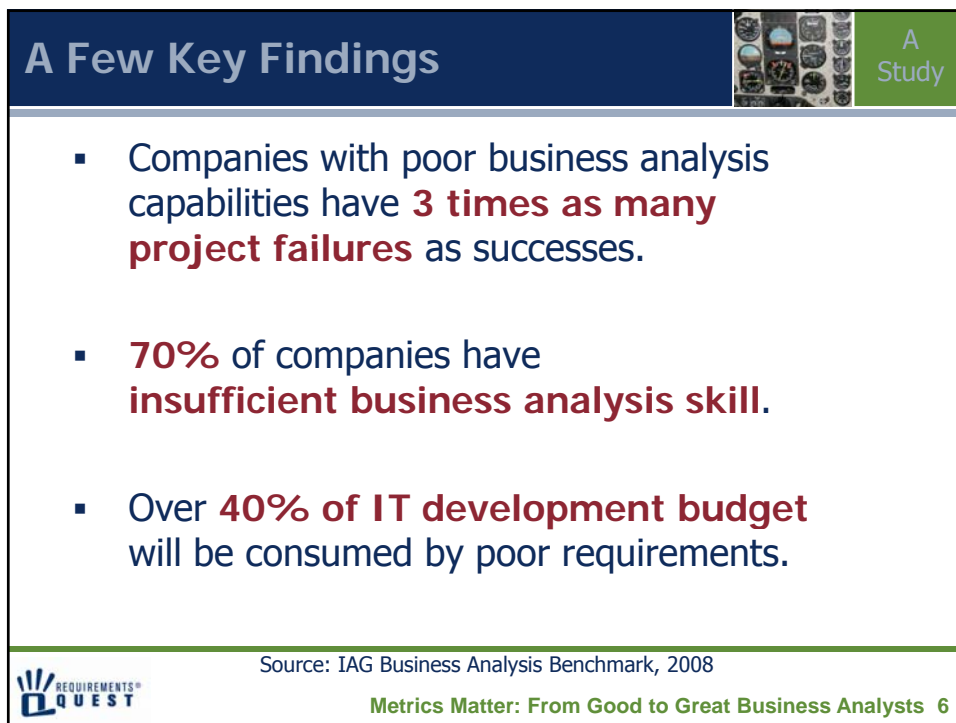 A Few Key Findings
A
Study
▪ Companies with poor business analysis
capabilities have 3 times as many
project failures as successes.
▪ 70% of companies have
insufficient business analysis skill.
▪ Over 40% of IT development budget
will be consumed by poor requirements.
Source: IAG Business Analysis Benchmark, 2008
REQUIREMENTS®
QUEST
Metrics Matter: From Good to Great Business Analysts 6